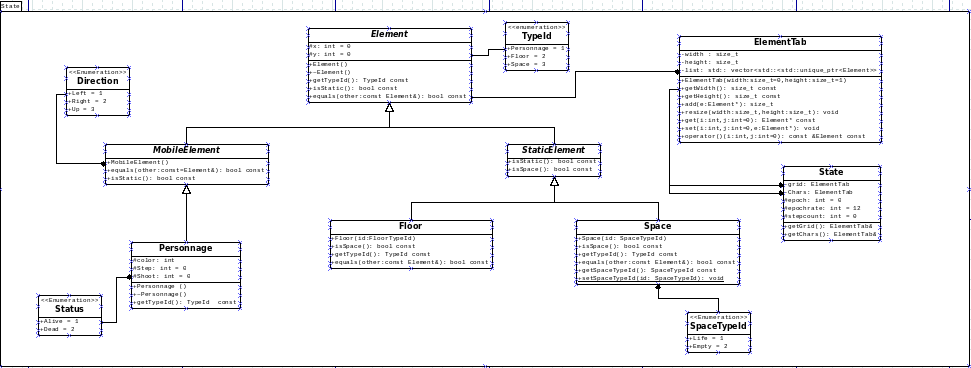 State
Element
#x: int = 0
#y: int = 0
+Element()
+~Element()
+getTypeId(): TypeId const
+isStatic(): bool const
+equals(other:const Element&): bool const
<<enumeration>>
TypeId
+Personnage = 1
+Floor = 2
+Space = 3
ElementTab
-width : size_t
-height: size_t
-list: std:: vector<std::<std::unique_ptr<Element>>
+ElementTab(width:size_t=0,height:size_t=1)
+getWidth(): size_t const
+getHeight(): size_t const
+add(e:Element*): size_t
+resize(width:size_t,height:size_t): void
+get(i:int,j:int=0): Element* const
+set(i:int,j:int=0,e:Element*): void
+operator()(i:int,j:int=0): const &Element const
<<Enumeration>>
Direction
+Left = 1
+Right = 2
+Up = 3
MobileElement
+MobileElement()
+equals(other:const=Element&): bool const
+isStatic(): bool const
StaticElement
+isStatic(): bool const
+isSpace(): bool const
State
-grid: ElementTab
-Chars: ElementTab
#epoch: int = 0
#epochrate: int = 12
#stepcount: int = 0
+getGrid(): ElementTab&
+getChars(): ElementTab&
Personnage
#color: int
#Step: int = 0
#Shoot: int = 0
+Personnage ()
+~Personnage()
+getTypeId(): TypeId const
Floor
+Floor(id:FloorTypeId)
+isSpace(): bool const
+getTypeId(): TypeId const
+equals(other:const Element&): bool const
Space
+Space(id: SpaceTypeId)
+isSpace(): bool const
+getTypeId(): TypeId const
+equals(other:const Element&): bool const
+getSpaceTypeId(): SpaceTypeId const
+setSpaceTypeId(id: SpaceTypeId): void
<<Enumeration>>
Status
+Alive = 1
+Dead = 2
<<Enumeration>>
SpaceTypeId
+Life = 1
+Empty = 2